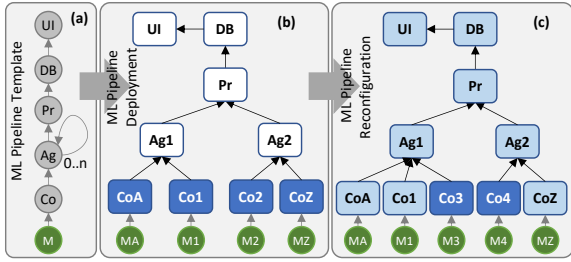 (a)
UI
DB
Pr
Ag
0..n
Co
M
ML Pipeline Template
ML Pipeline
Deployment
(b)
UI
DB
Pr
Ag1
Ag2
CoA
Co1
Co2
CoZ
MA
M1
M2
MZ
ML Pipeline
Reconfiguration
(c)
UI
DB
Pr
Ag1
Ag2
CoA
Co1
Co3
Co4
CoZ
MA
M1
M3
M4
MZ